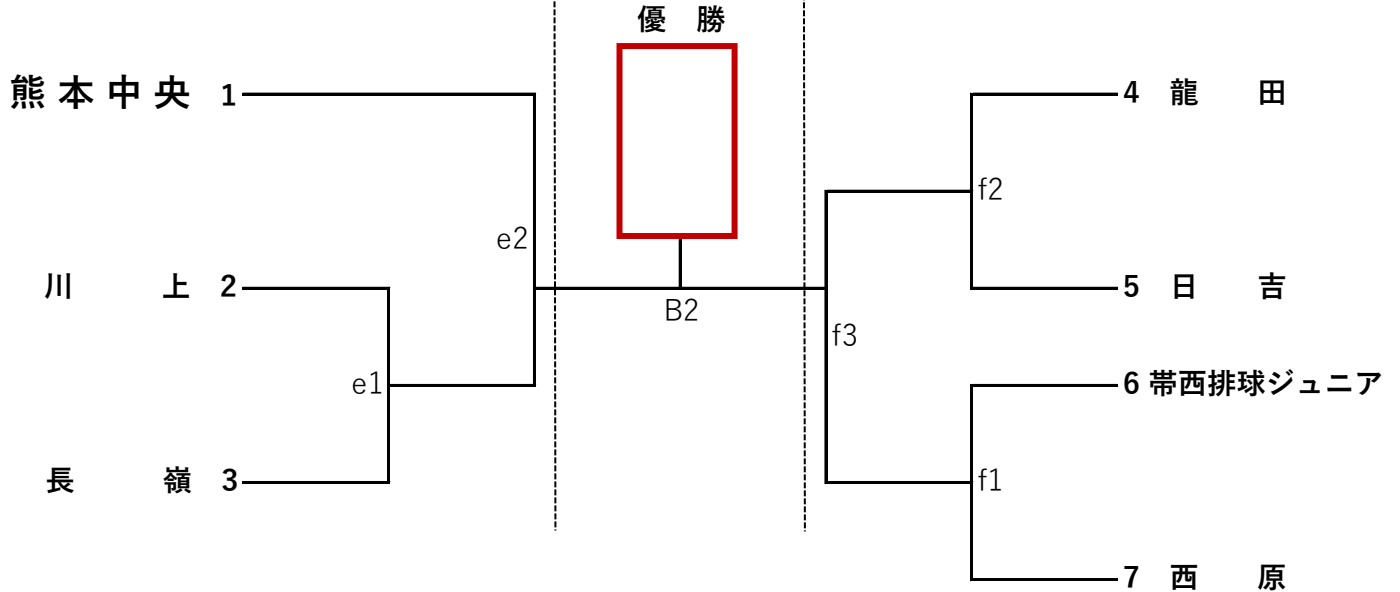 優　勝
熊本中央 1
川　上 2
長　嶺 3
e2
e1
B2
f3
f2
f1
4 龍　田
5 日　吉
6 帯西排球ジュニア
7 西　原